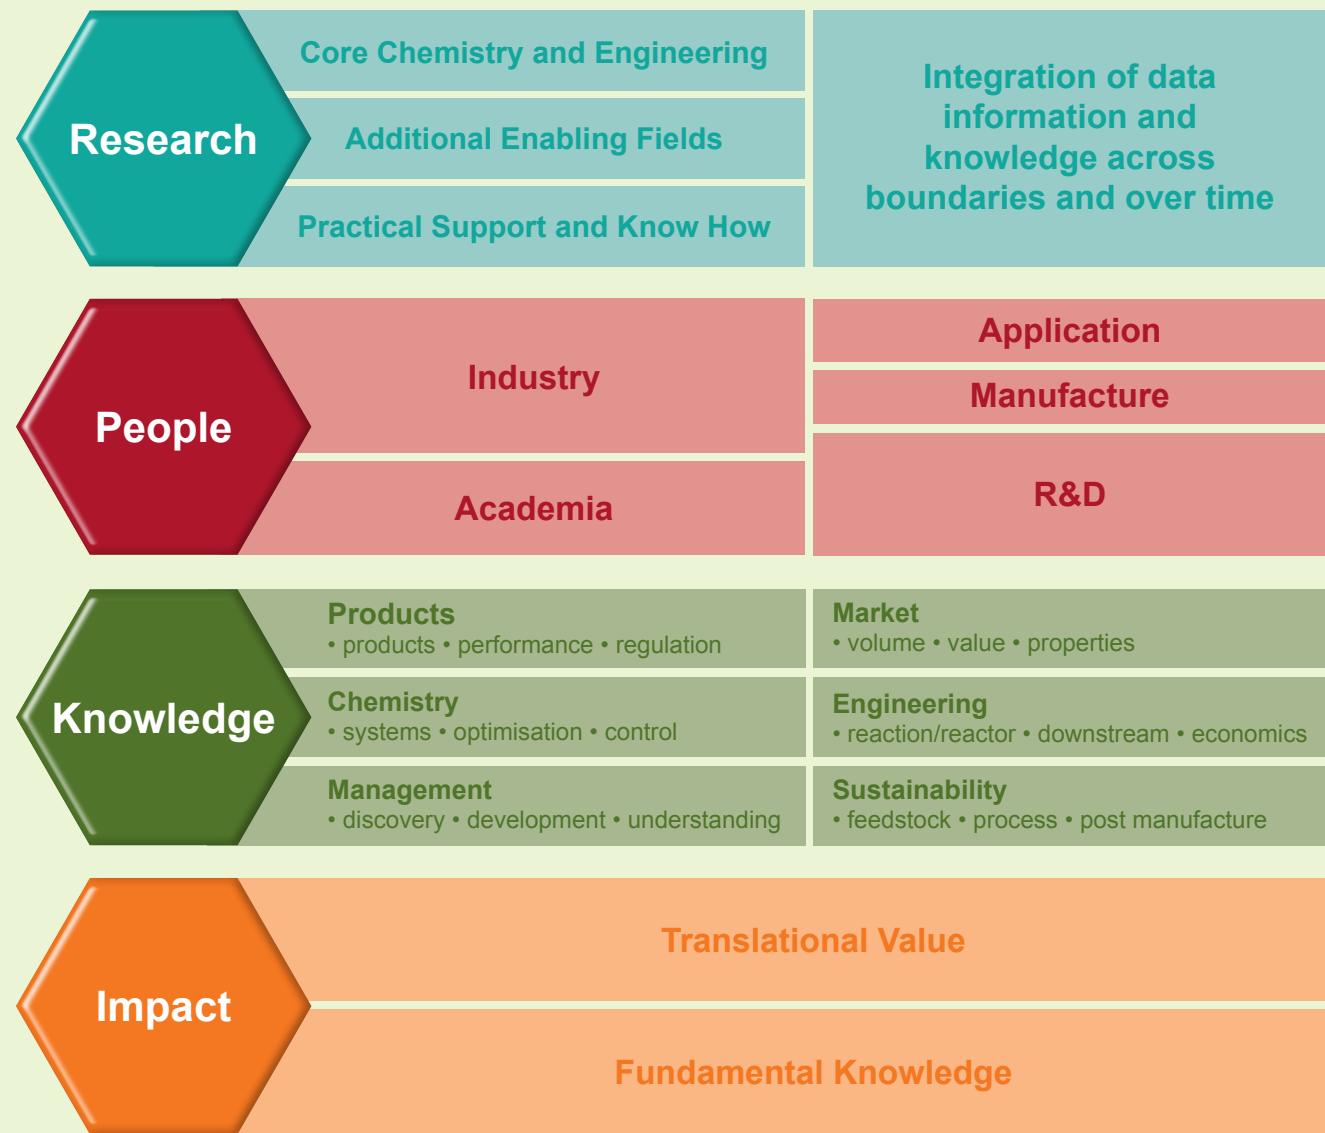 Research
Core Chemistry and Engineering
Additional Enabling Fields
Practical Support and Know How
Integration of data
information and
knowledge across
boundaries and over time
People
Industry
Academia
Application
Manufacture
R&D
Knowledge
Products
• products • performance • regulation
Market
• volume • value • properties
Chemistry
• systems • optimisation • control
Engineering
• reaction/reactor • downstream • economics
Management
• discovery • development • understanding
Sustainability
• feedstock • process • post manufacture
Impact
Translational Value
Fundamental Knowledge